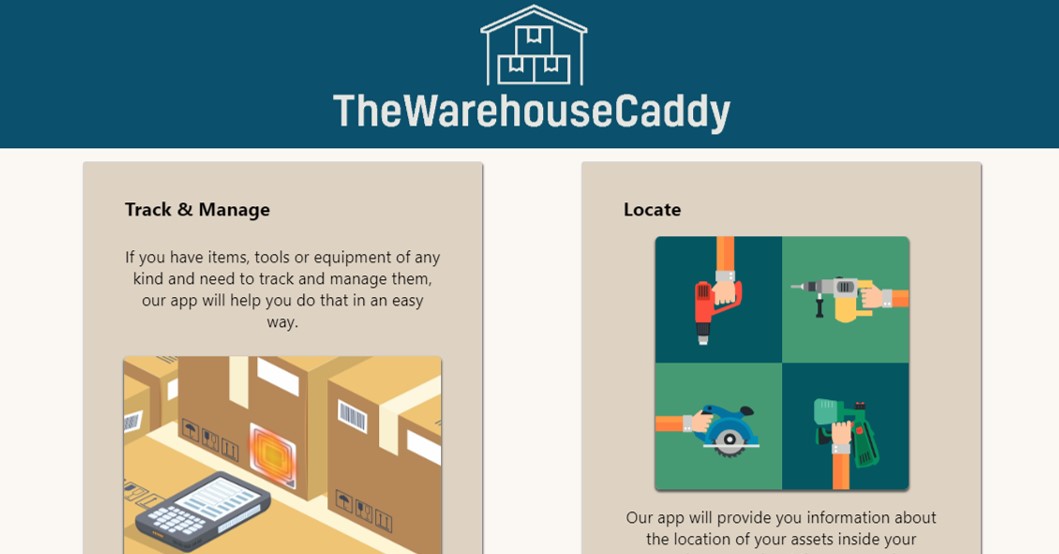 TheWarehouseCaddy
Track & Manage
If you have items, tools or equipment of any
kind and need to track and manage them,
our app will help you do that in an easy
way.
Locate
Our app will provide you information about
the location of your assets inside your